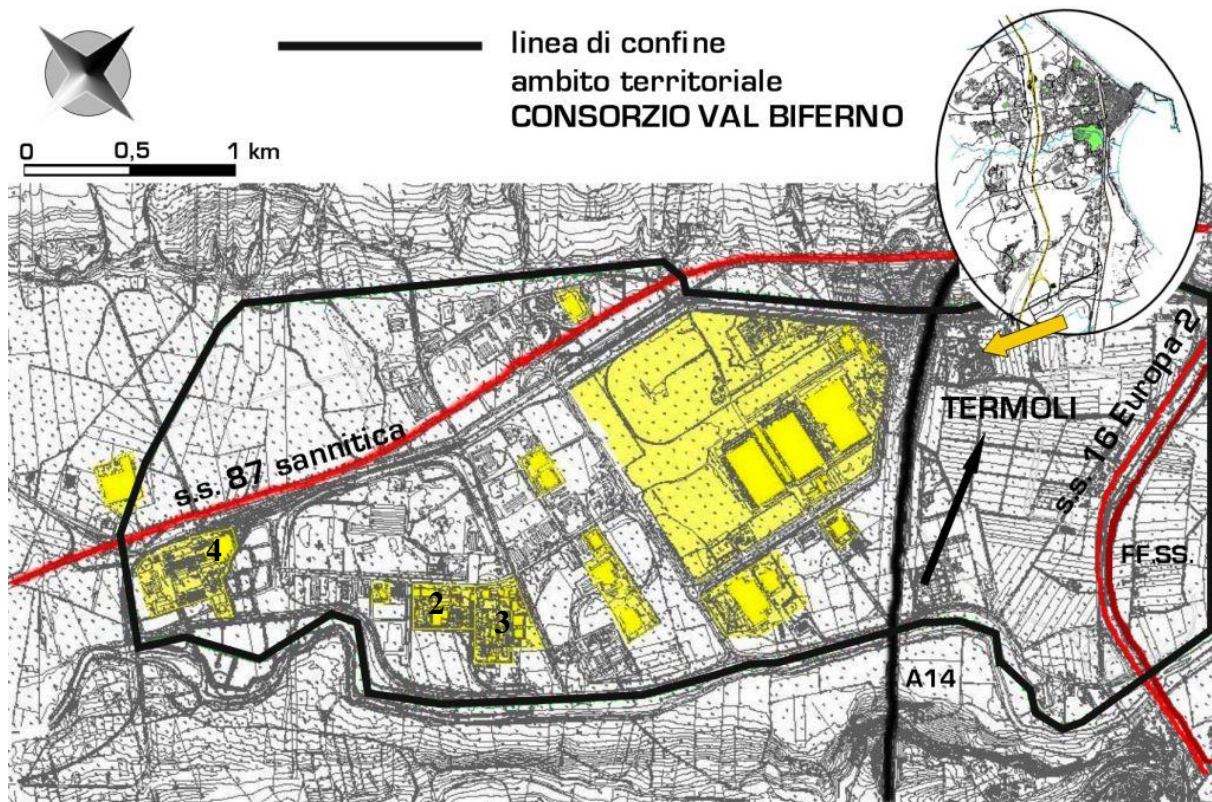 linea di confine
ambito territoriale
CONSORZIO VAL BIFERNO
0 0,5 1 km
s.s. 87 sannitica
TERMOLI
s.s. 16 Europa 2
FF.SS.
A14
4
2
3